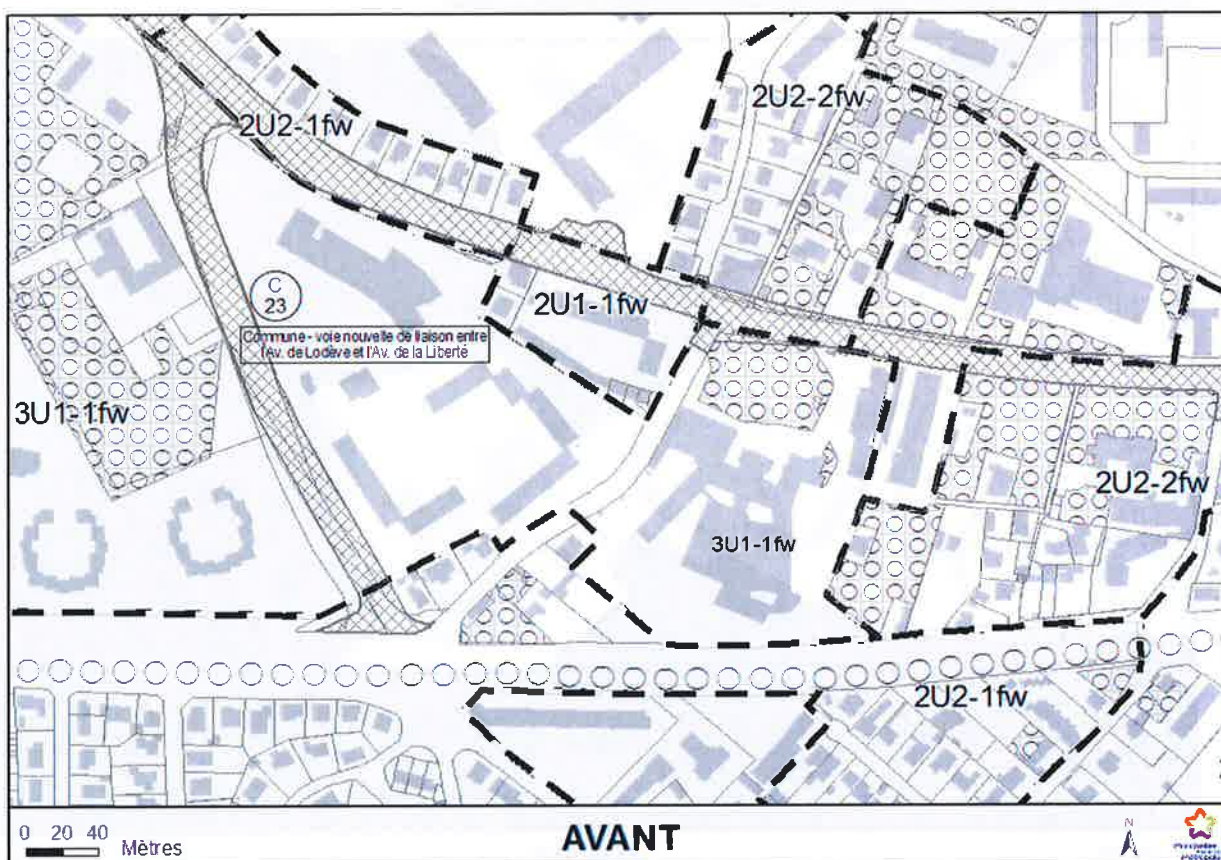 2U2-1fw
2U2-2fw
C
23
2U1-1fw
Commune - voie nouvelle de liaison entre
l'Av. de Lodève et l'Av. de la Liberté
3U1-1fw
2U2-2fw
3U1-1fw
2U2-1fw
0 20 40
Mètres
AVANT
N